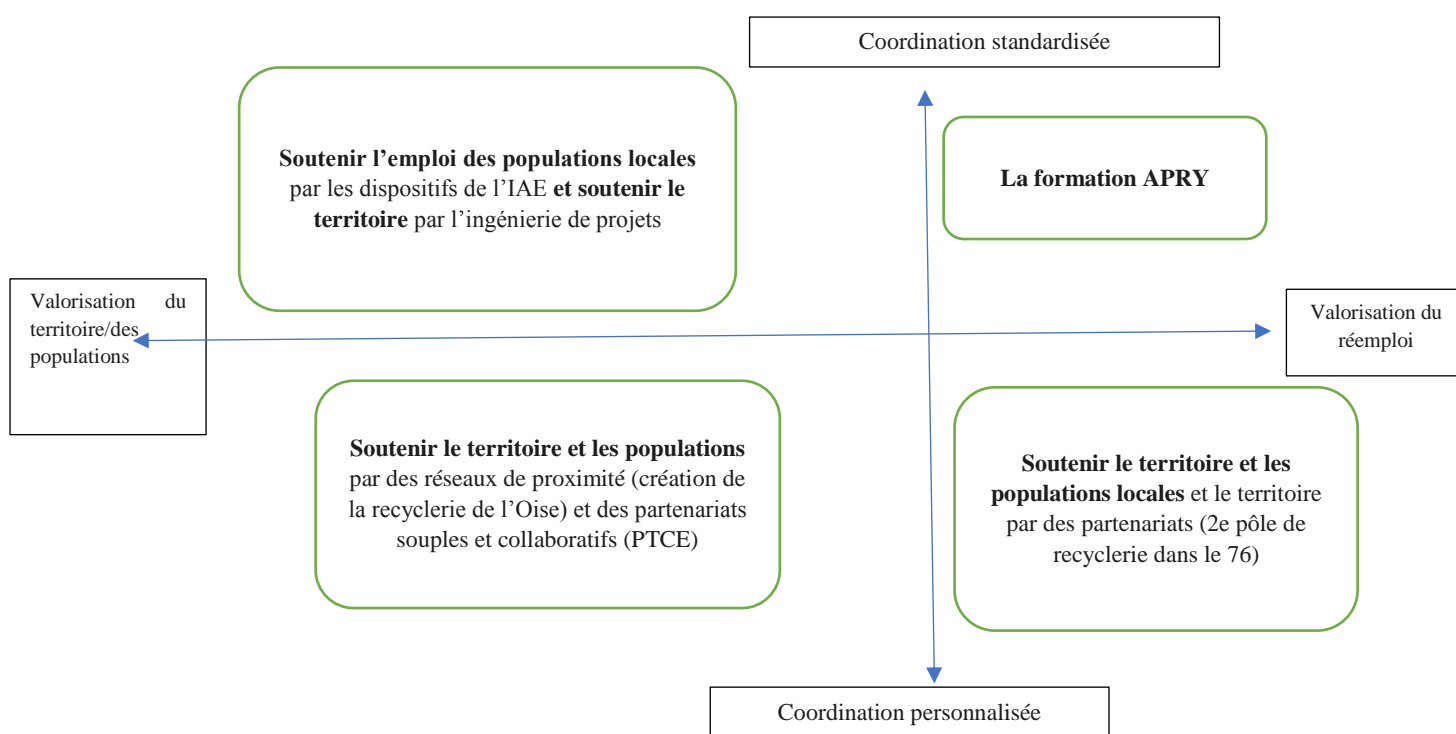 Coordination standardisée
Soutenir l’emploi des populations locales
par les dispositifs de l’IAE et soutenir le
territoire par l’ingénierie de projets
La formation APRY
Valorisation du
territoire/des
populations
Valorisation du
réemploi
Soutenir le territoire et les populations
par des réseaux de proximité (création de
la recyclerie de l’Oise) et des partenariats
souples et collaboratifs (PTCE)
Soutenir le territoire et les
populations locales et le territoire
par des partenariats (2e pôle de
recyclerie dans le 76)
Coordination personnalisée